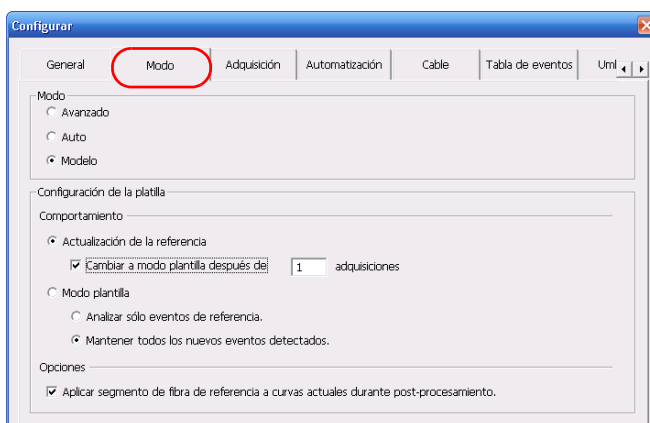 Configurar
General Modo Adquisición Automatización Cable Tabla de eventos Uml
Modo
Avanzado
Auto
Modelo
Configuración de la platilla
Comportamiento
Actualización de la referencia
Cambiar a modo plantilla después de 1 adquisiciones
Modo plantilla
Analizar sólo eventos de referencia.
Mantener todos los nuevos eventos detectados.
Opciones
Aplicar segmento de fibra de referencia a curvas actuales durante post-procesamiento.